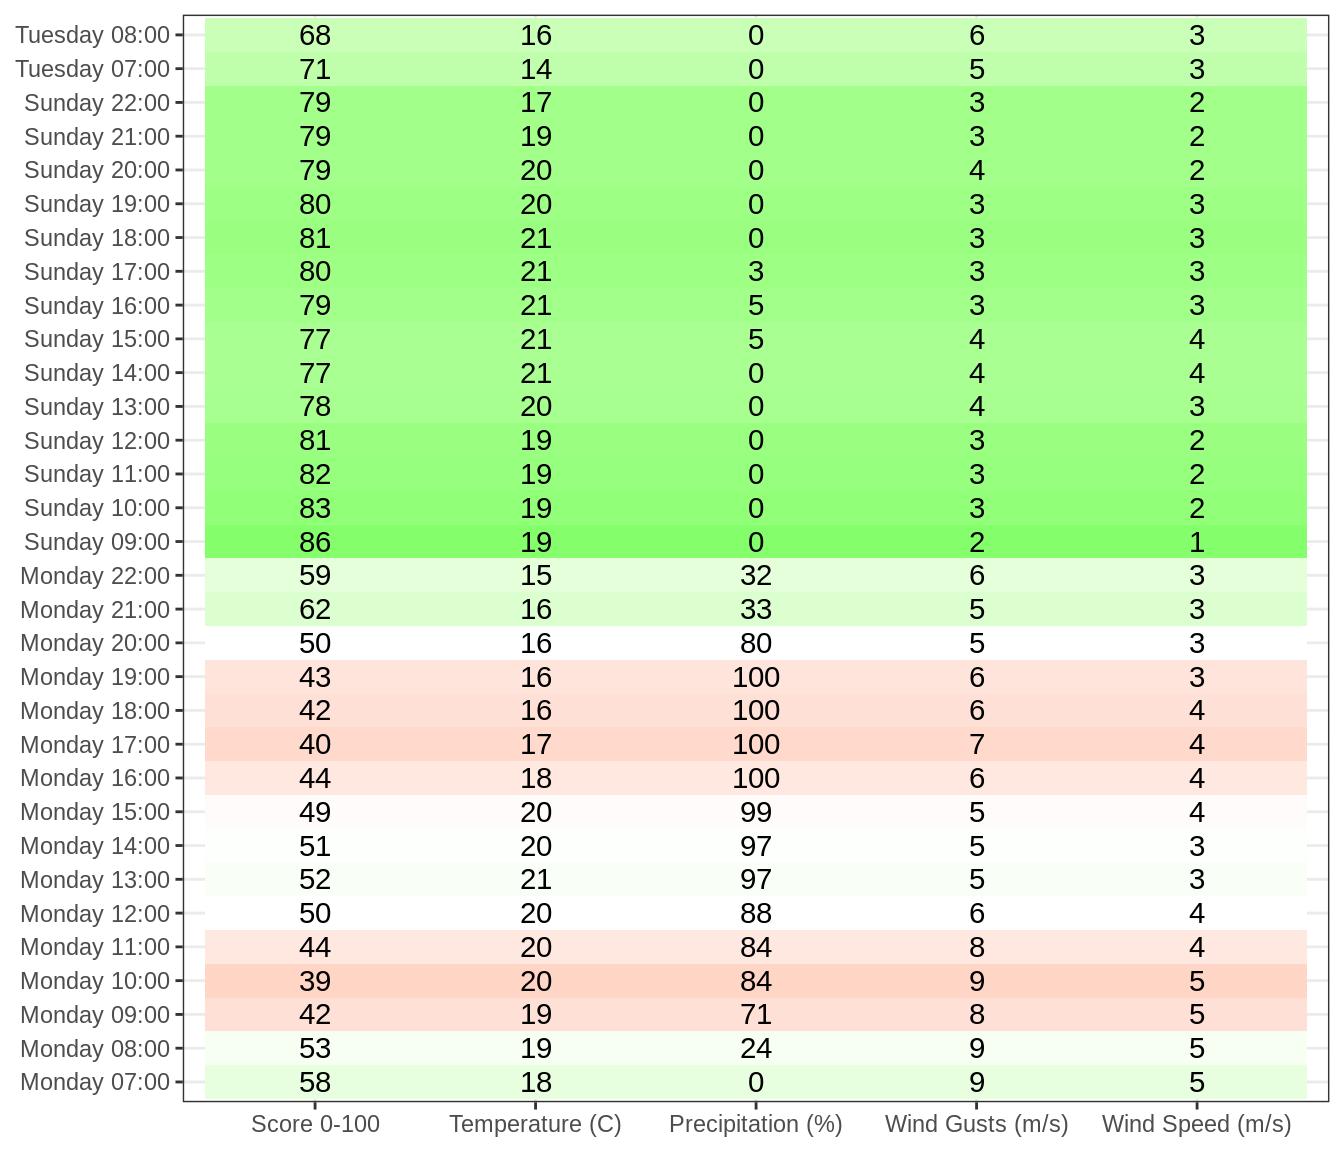 Tuesday 08:00 68 16 0 6 3
Tuesday 07:00 71 14 0 5 3
Sunday 22:00 79 17 0 3 2
Sunday 21:00 79 19 0 3 2
Sunday 20:00 79 20 0 4 2
Sunday 19:00 80 20 0 3 3
Sunday 18:00 81 21 0 3 3
Sunday 17:00 80 21 3 3 3
Sunday 16:00 79 21 5 3 3
Sunday 15:00 77 21 5 4 4
Sunday 14:00 77 21 0 4 4
Sunday 13:00 78 20 0 4 3
Sunday 12:00 81 19 0 3 2
Sunday 11:00 82 19 0 3 2
Sunday 10:00 83 19 0 3 2
Sunday 09:00 86 19 0 2 1
Monday 22:00 59 15 32 6 3
Monday 21:00 62 16 33 5 3
Monday 20:00 50 16 80 5 3
Monday 19:00 43 16 100 6 3
Monday 18:00 42 16 100 6 4
Monday 17:00 40 17 100 7 4
Monday 16:00 44 18 100 6 4
Monday 15:00 49 20 99 5 4
Monday 14:00 51 20 97 5 3
Monday 13:00 52 21 97 5 3
Monday 12:00 50 20 88 6 4
Monday 11:00 44 20 84 8 4
Monday 10:00 39 20 84 9 5
Monday 09:00 42 19 71 8 5
Monday 08:00 53 19 24 9 5
Monday 07:00 58 18 0 9 5
Score 0-100 Temperature (C) Precipitation (%) Wind Gusts (m/s) Wind Speed (m/s)